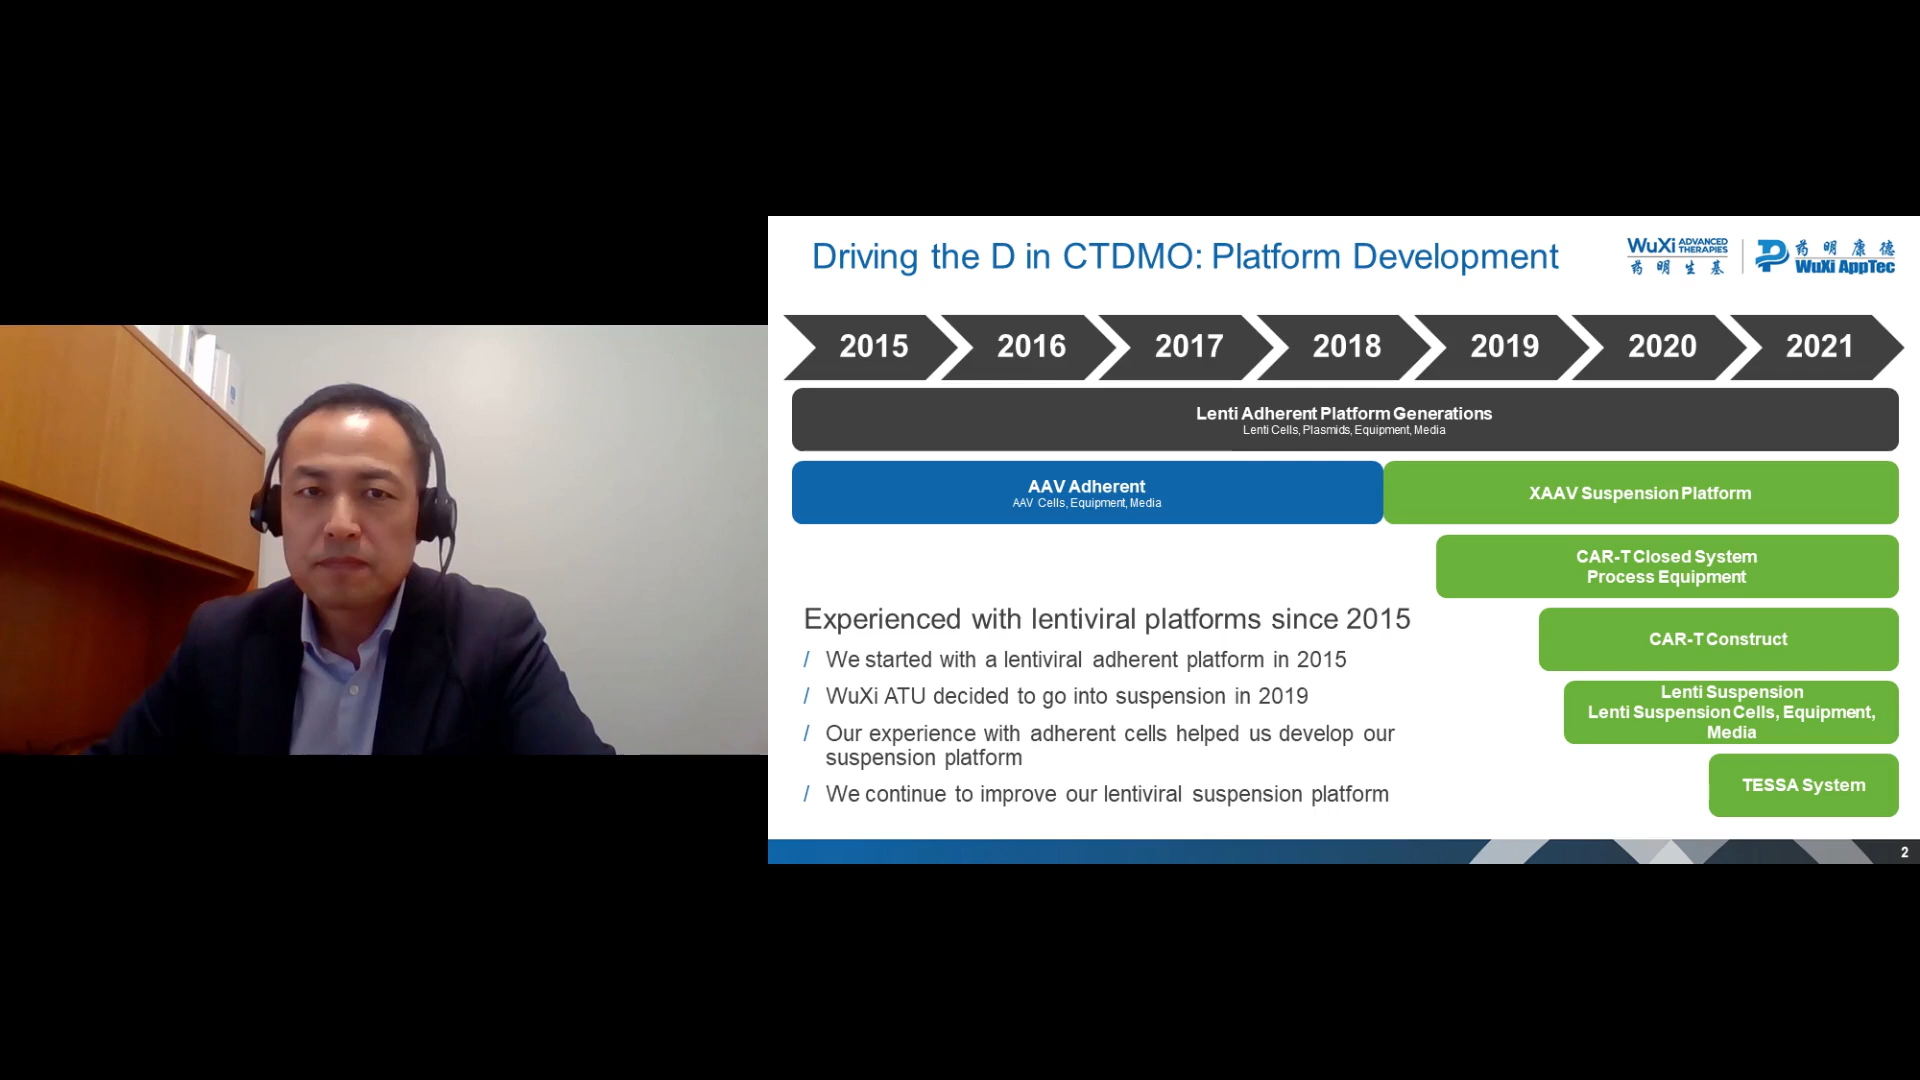 Driving the D in CTDMO: Platform Development
WuXi ADVANCED THERAPIES
药明生基
药明康德
WuXi AppTec
2015 2016 2017 2018 2019 2020 2021
Lenti Adherent Platform Generations
Lenti Cells, Plasmids, Equipment, Media
AAV Adherent
AAV Cells, Equipment, Media
XAAV Suspension Platform
CAR-T Closed System
Process Equipment
CAR-T Construct
Lenti Suspension
Lenti Suspension Cells, Equipment,
Media
TESSA System
Experienced with lentiviral platforms since 2015
/ We started with a lentiviral adherent platform in 2015
/ WuXi ATU decided to go into suspension in 2019
/ Our experience with adherent cells helped us develop our
suspension platform
/ We continue to improve our lentiviral suspension platform
2